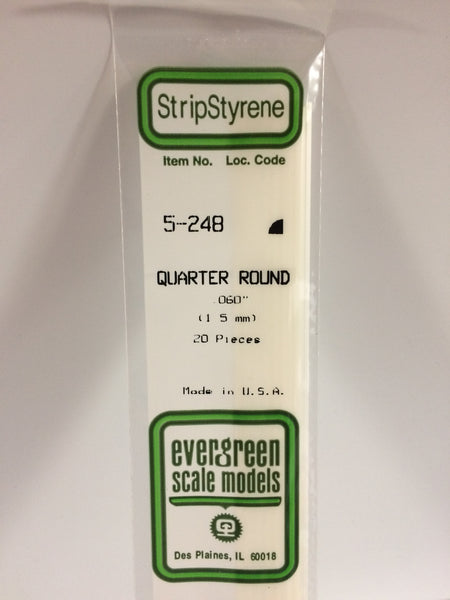 StripStyrene
Item No. Loc. Code
5-248
QUARTER ROUND
.060"
(1 5 mm)
20 Pieces
Made in U.S.A.
evergreen
scale models
Des Plaines, IL 60018